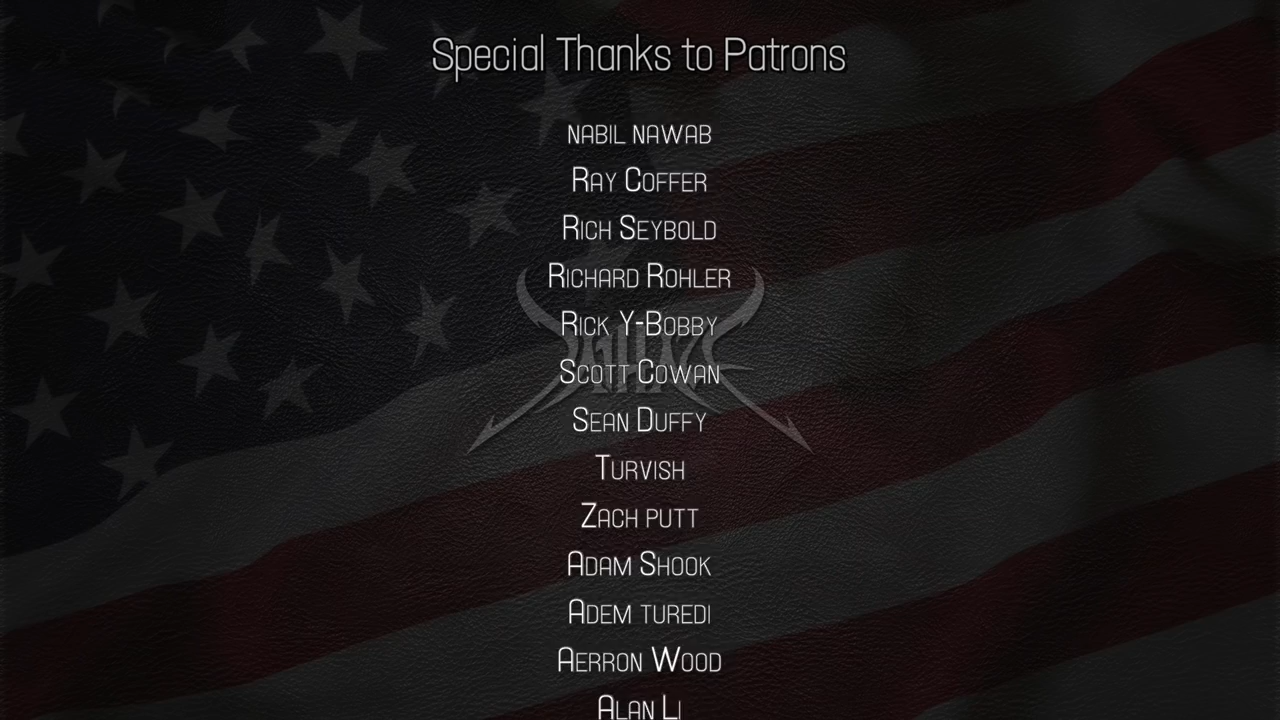 Special Thanks to Patrons
NABIL NAWAB
RAY COFFER
RICH SEYBOLD
RICHARD ROHLER
RICK Y-BOBBY
SCOTT COWAN
SEAN DUFFY
TURVISH
ZACH PUTT
ADAM SHOOK
ADEM TUREDI
AERRON WOOD
ALAN LI